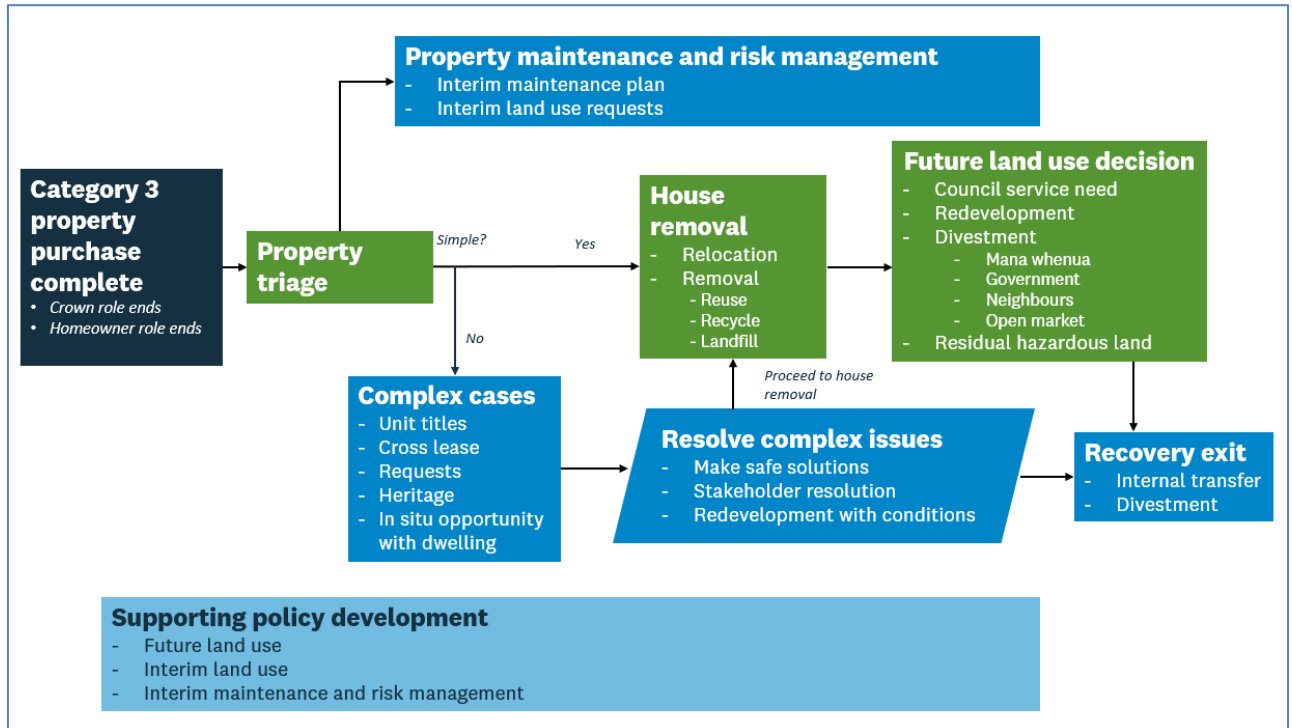 Property maintenance and risk management
- Interim maintenance plan
- Interim land use requests
Category 3
property
purchase
complete
• Crown role ends
• Homeowner role ends
Property
triage
Simple?
Yes
No
House
removal
- Relocation
- Removal
- Reuse
- Recycle
- Landfill
Future land use decision
- Council service need
- Redevelopment
- Divestment
- Mana whenua
- Government
- Neighbours
- Open market
- Residual hazardous land
Complex cases
- Unit titles
- Cross lease
- Requests
- Heritage
- In situ opportunity
with dwelling
Proceed to house
removal
Resolve complex issues
- Make safe solutions
- Stakeholder resolution
- Redevelopment with conditions
Recovery exit
- Internal transfer
- Divestment
Supporting policy development
- Future land use
- Interim land use
- Interim maintenance and risk management